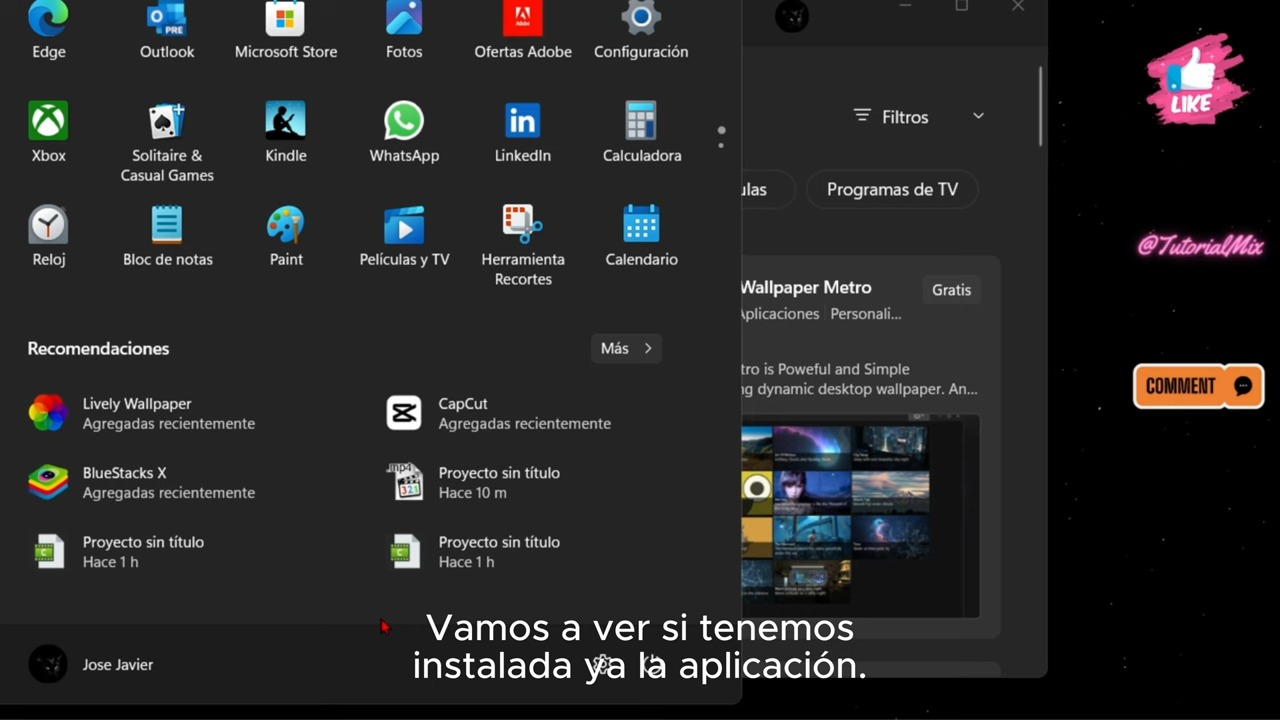 Edge
Outlook
Microsoft Store
Fotos
Ofertas Adobe
Configuración
Xbox
Solitaire &
Casual Games
Kindle
WhatsApp
LinkedIn
Calculadora
Reloj
Bloc de notas
Paint
Películas y TV
Herramienta
Recortes
Calendario
Recomendaciones
Más
Lively Wallpaper
Agregadas recientemente
CapCut
Agregadas recientemente
BlueStacks X
Agregadas recientemente
Proyecto sin título
Hace 10 m
Proyecto sin título
Hace 1 h
Proyecto sin título
Hace 1 h
Jose Javier
Filtros
ulas
Programas de TV
Wallpaper Metro
Gratis
Aplicaciones
Personali...
tro is Poweful and Simple
ng dynamic desktop wallpaper. An...
LIKE
@TutorialMix
COMMENT
Vamos a ver si tenemos
instalada ya la aplicación.